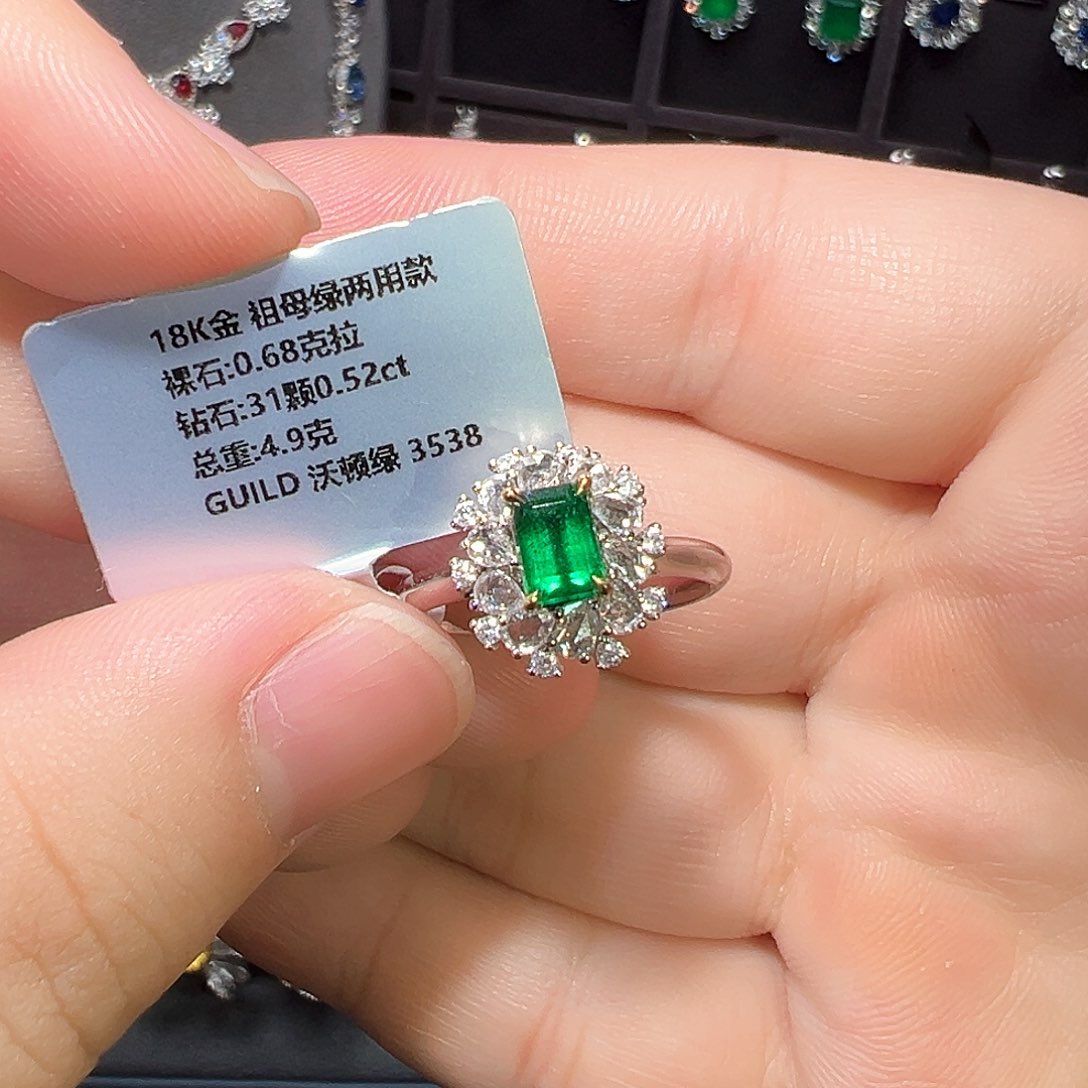 18K金 祖母绿两用款
裸石:0.68克拉
钻石:31颗0.52ct
总重:4.9克
GUILD 沃顿绿 3538